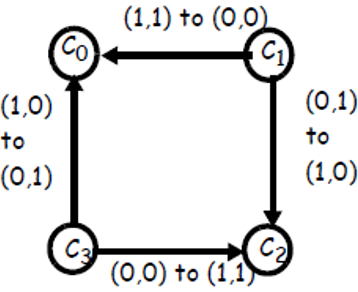 (1,1) to (0,0)
C0
C1
(1,0)
to
(0,1)
(0,1)
to
(1,0)
C3
C2
(0,0) to (1,1)